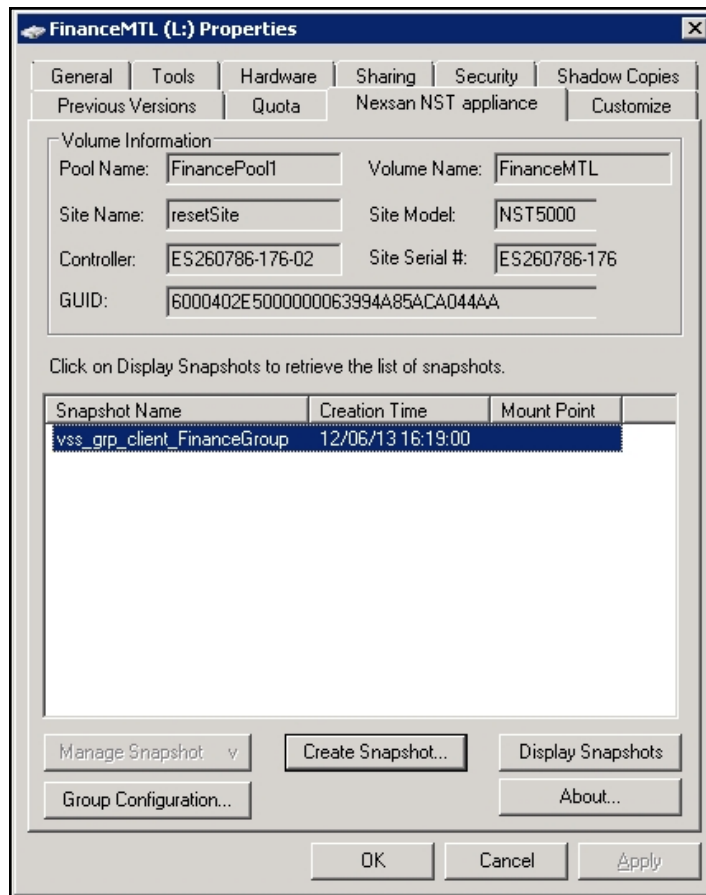 FinanceMTL (L:) Properties
General Tools Hardware Sharing Security Shadow Copies
Previous Versions Quota Nexsan NST appliance Customize
Volume Information
Pool Name: FinancePool1 Volume Name: FinanceMTL
Site Name: resetSite Site Model: NST5000
Controller: ES260786-176-02 Site Serial #: ES260786-176
GUID: 6000402E5000000063994A85ACA044AA
Click on Display Snapshots to retrieve the list of snapshots.
Snapshot Name Creation Time Mount Point
vss_grp_client_FinanceGroup 12/06/13 16:19:00
Manage Snapshot v Create Snapshot... Display Snapshots
Group Configuration... About...
OK Cancel Apply